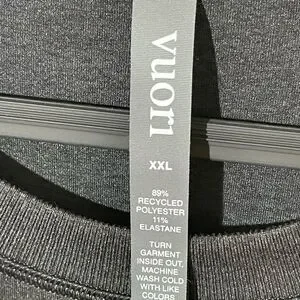 vuori
XXL
89%
RECYCLED
POLYESTER
11%
ELASTANE
TURN
GARMENT
INSIDE OUT.
MACHINE
WASH COLD
WITH LIKE
COLORS